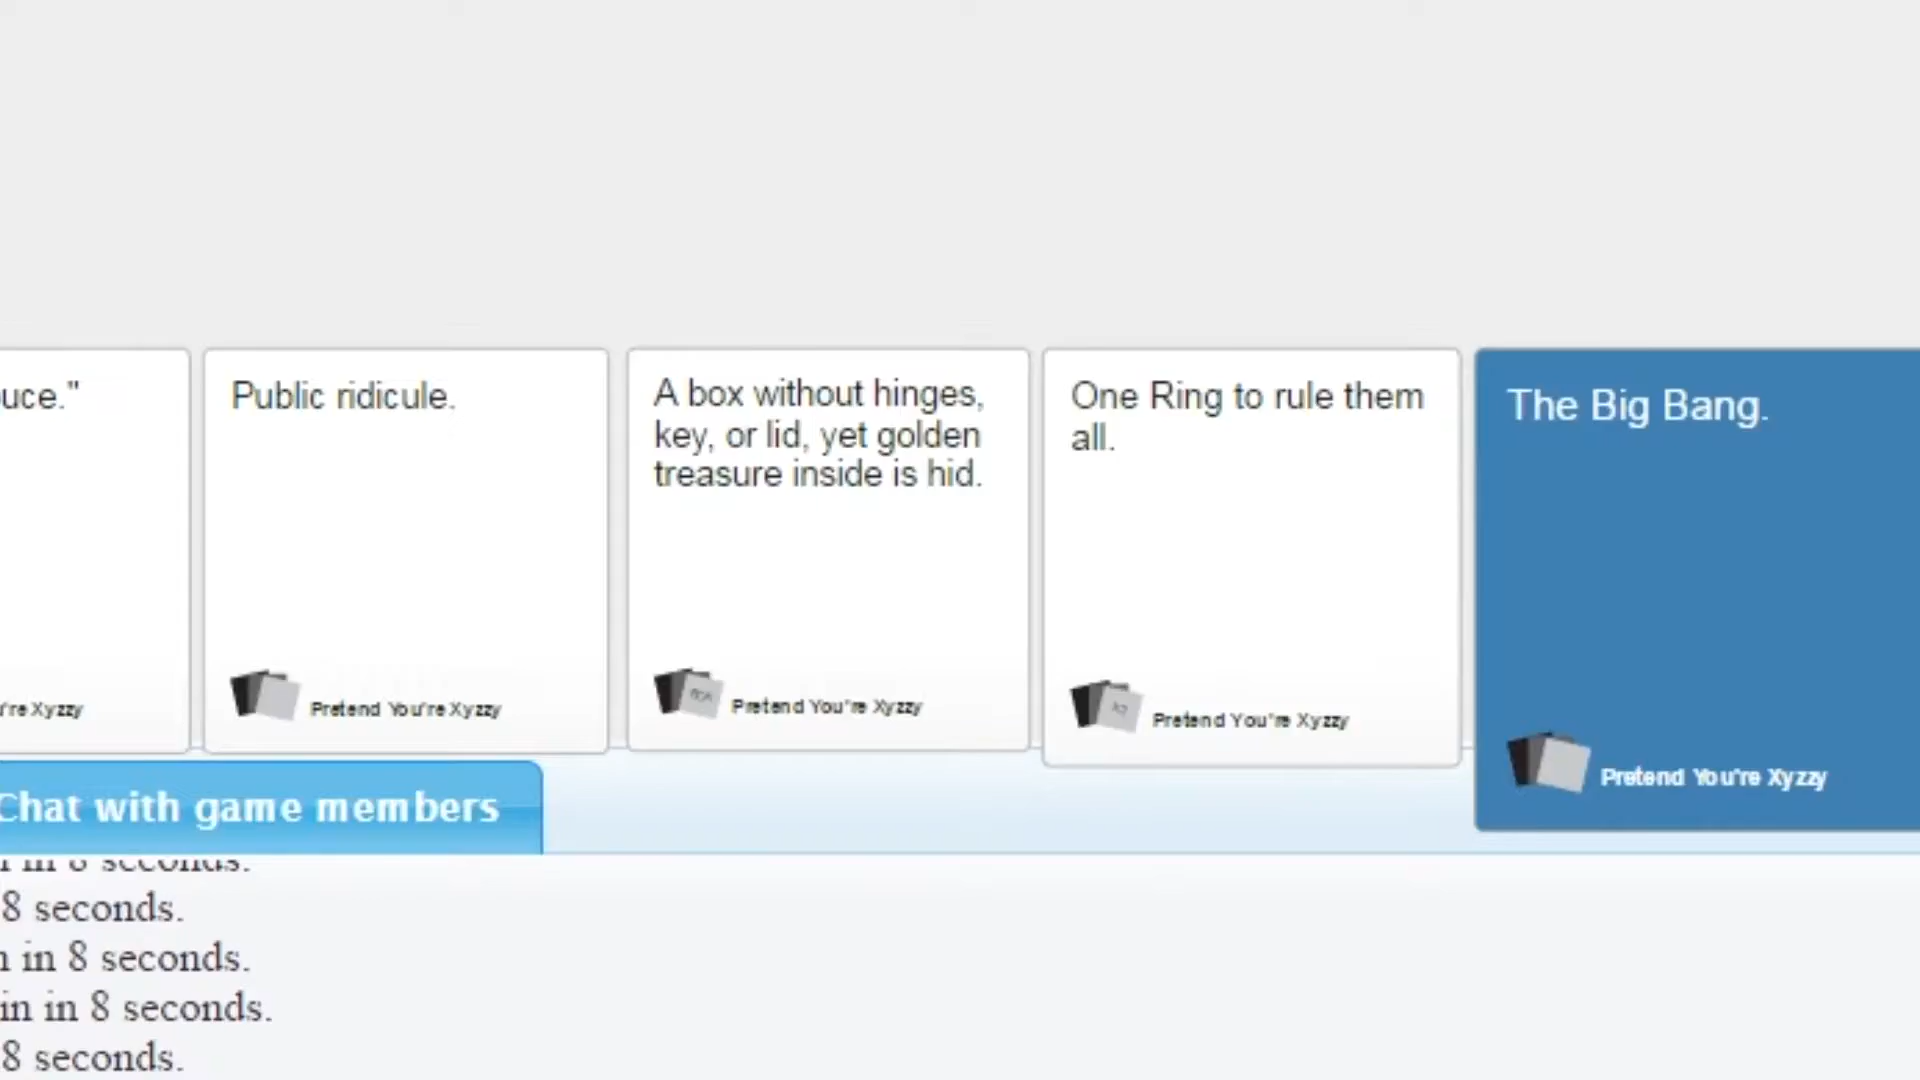 uce."
Public ridicule.
A box without hinges,
key, or lid, yet golden
treasure inside is hid.
One Ring to rule them
all.
The Big Bang.
're Xyzzy
Pretend You're Xyzzy
Pretend You're Xyzzy
Pretend You're Xyzzy
Pretend You're Xyzzy
Chat with game members
in 8 seconds.
8 seconds.
n in 8 seconds.
in in 8 seconds.
8 seconds.